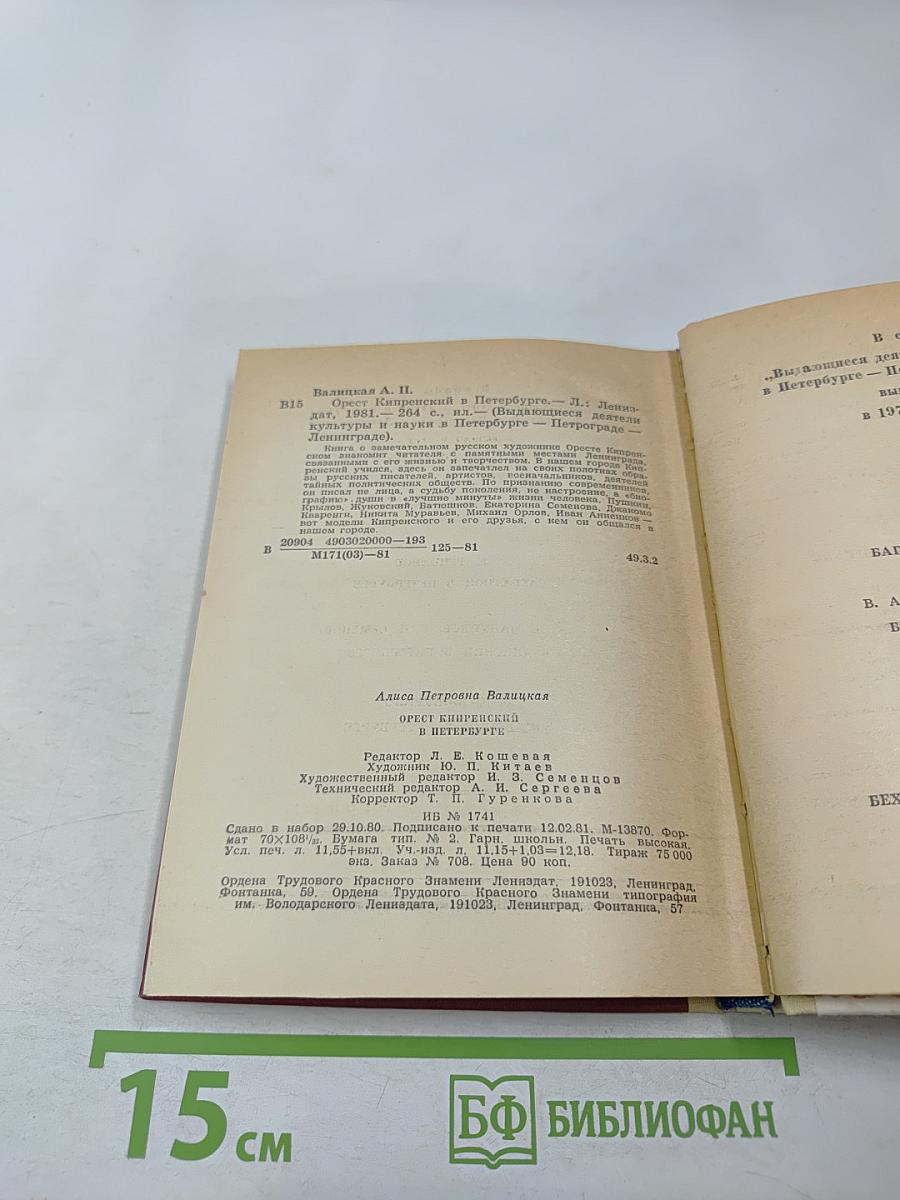 Валицкая А. П.
В15 Орест Кипренский в Петербурге.— Л.: Лениз-
дат, 1981.— 264 с., ил.— (Выдающиеся деятели
культуры и науки в Петербурге — Петрограде —
Ленинграде).
Книга о замечательном русском художнике Оресте Кипрен-
ском знакомит читателя с памятными местами Ленинграда,
связанными с его жизнью и творчеством. В нашем городе Кип-
ренский учился, здесь он запечатлел на своих полотнах обра-
зы русских писателей, артистов, военачальников, деятелей
тайных политических обществ. По признанию современников,
он писал не лица, а судьбу поколения, не настроение, а «био-
графию» души в «лучшие минуты» жизни человека. Пушкин,
Крылов, Жуковский, Батюшков, Екатерина Семенова, Джакомо
Кваренги, Никита Муравьев, Михаил Орлов, Иван Анненков —
вот модели Кипренского и его друзья, с кем он общался в
нашем городе.
В 20904 4903020000—193
М171(03)—81 125—81 49.3.2
Алиса Петровна Валицкая
ОРЕСТ КИПРЕНСКИЙ
В ПЕТЕРБУРГЕ
Редактор Л. Е. Кошевая
Художник Ю. П. Китаев
Художественный редактор И. З. Семенцов
Технический редактор А. И. Сергеева
Корректор Т. П. Гуренкова
ИБ № 1741
Сдано в набор 29.10.80. Подписано к печати 12.02.81. М-13870. Фор-
мат 70×108¹/₃₂. Бумага тип. № 2. Гарн. школьн. Печать высокая.
Усл. печ. л. 11,55+вкл. Уч.-изд. л. 11,15+1,03=12,18. Тираж 75 000
экз. Заказ № 708. Цена 90 коп.
Ордена Трудового Красного Знамени Лениздат, 191023, Ленинград,
Фонтанка, 59. Ордена Трудового Красного Знамени типография
им. Володарского Лениздата, 191023, Ленинград, Фонтанка, 57
В с
„Выдающиеся дея
в Петербурге — Пе
вы
в 197
БАГ
В. А
Б
БЕХ
15 см
БФ БИБЛИОФАН